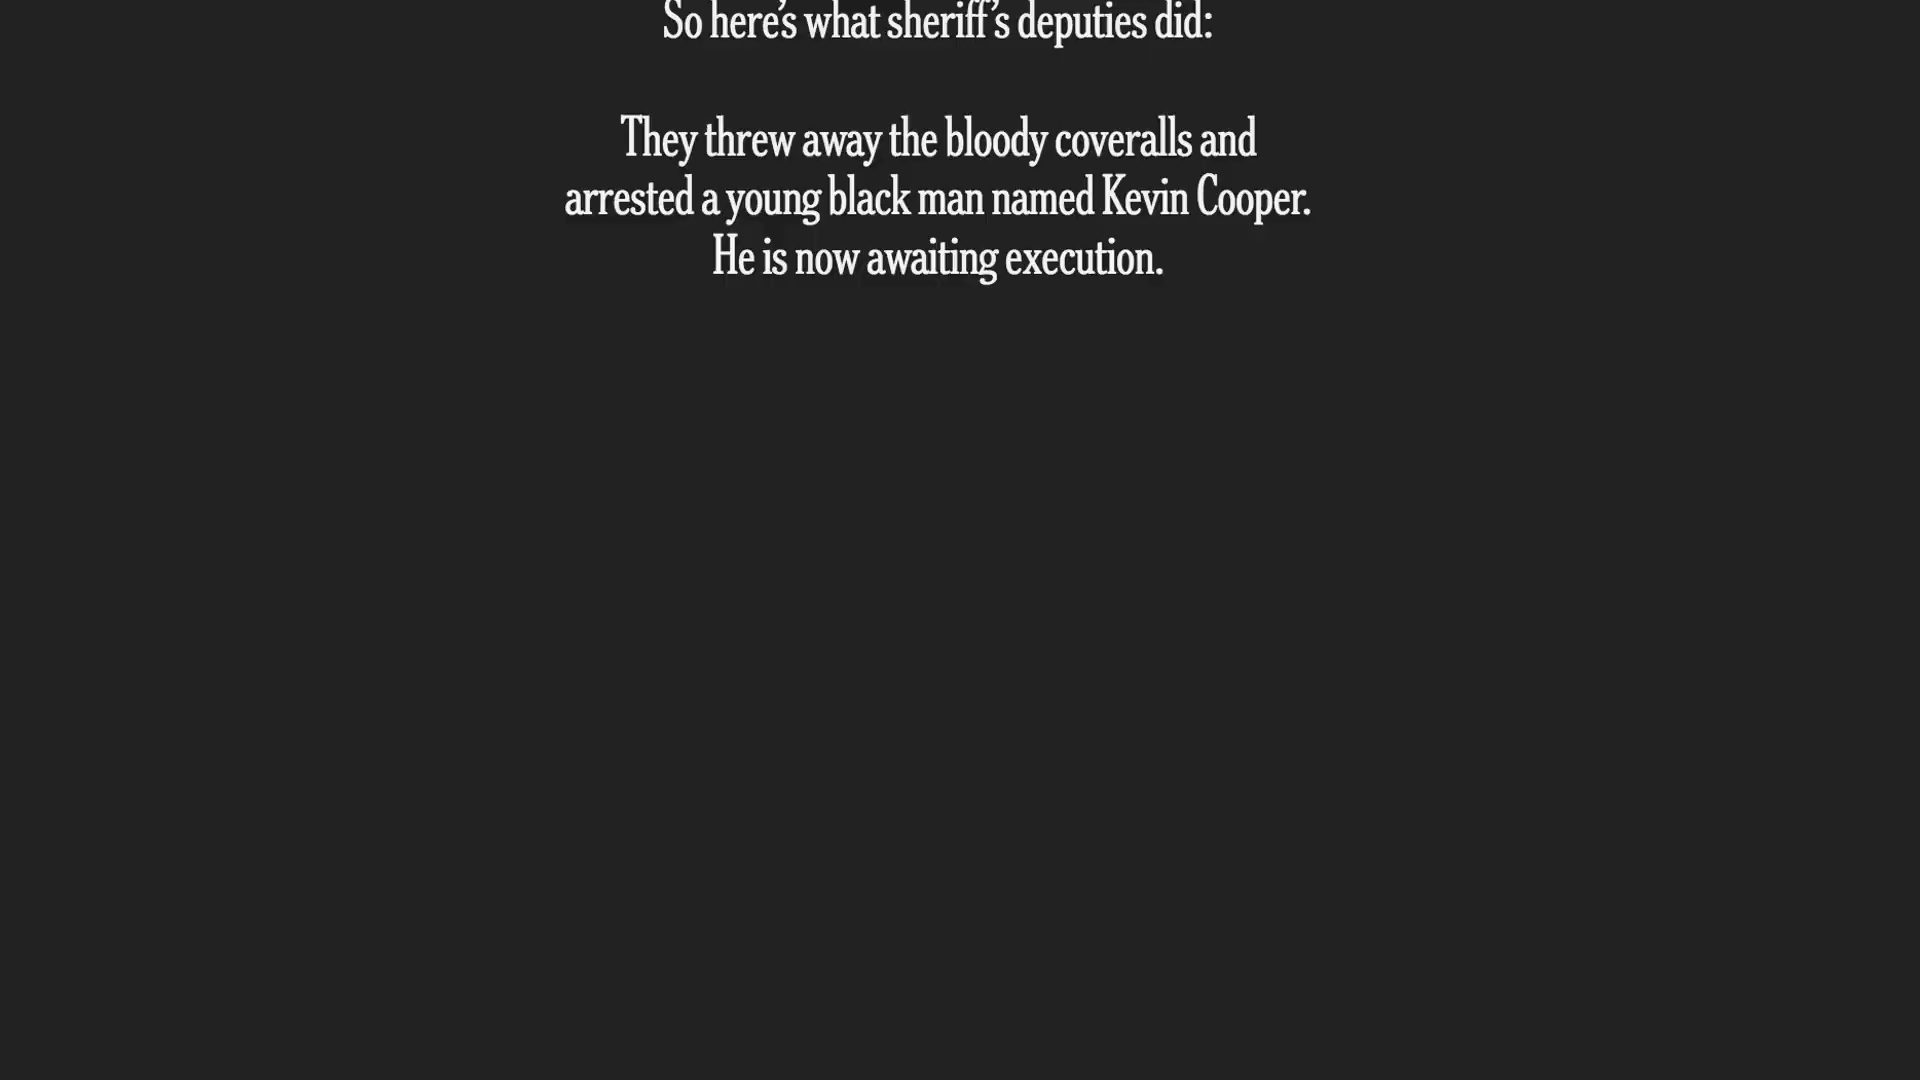 So here’s what sheriff’s deputies did:
They threw away the bloody coveralls and
arrested a young black man named Kevin Cooper.
He is now awaiting execution.